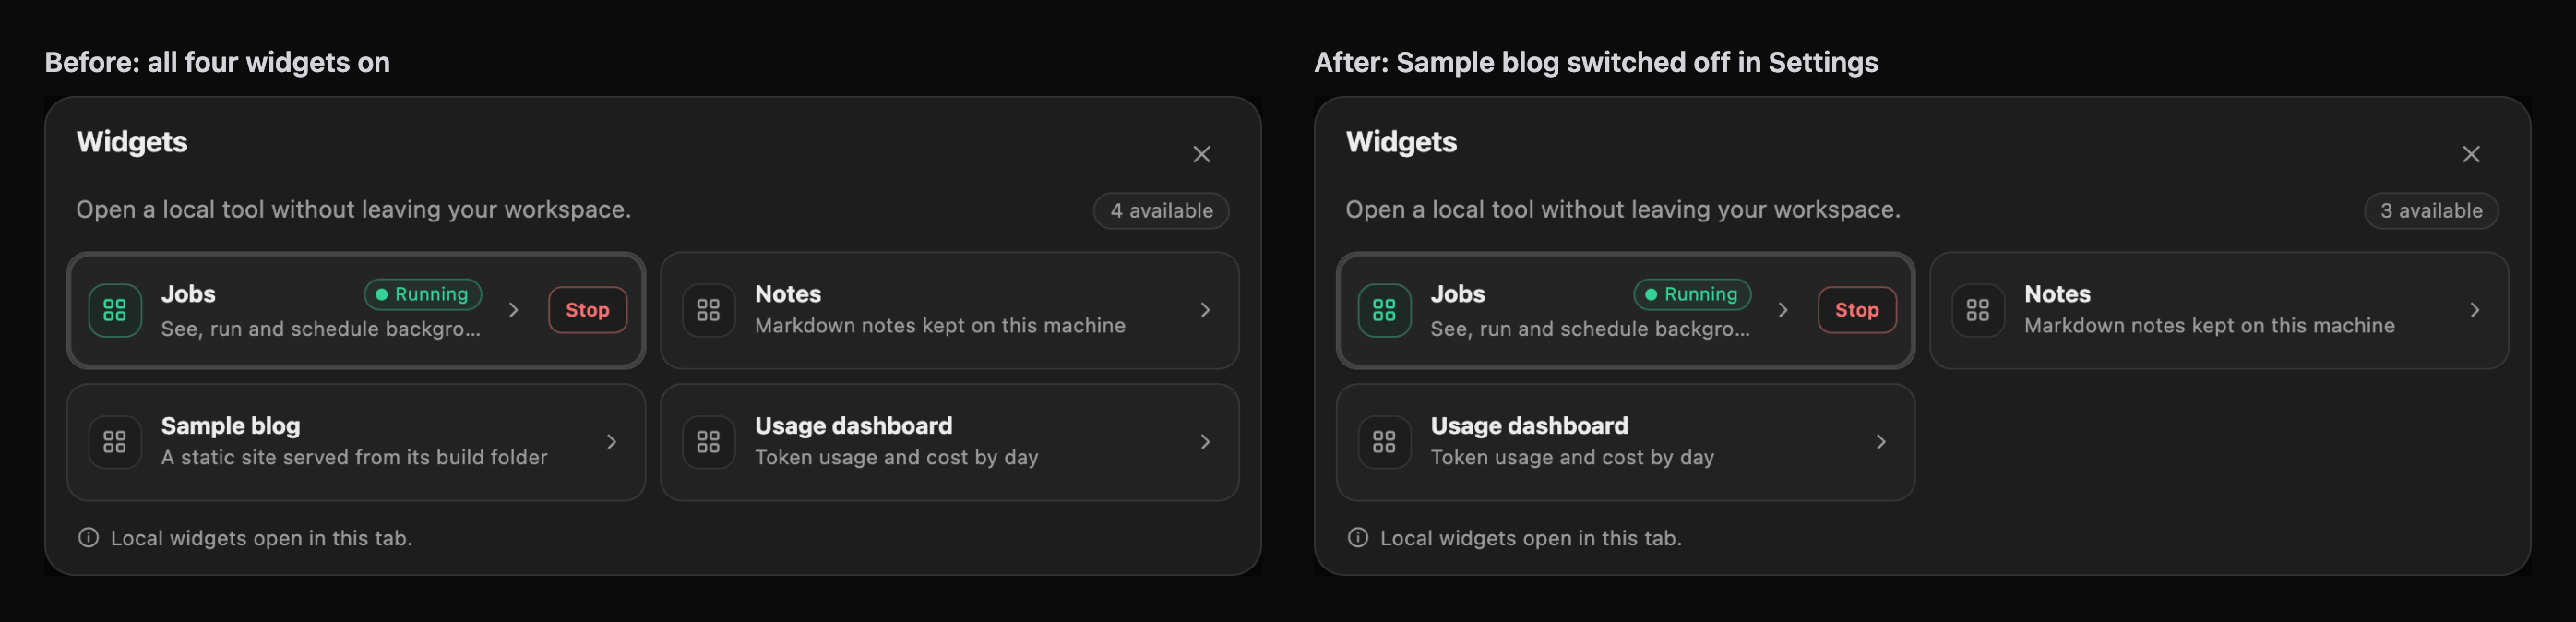 Before: all four widgets on
Widgets
Open a local tool without leaving your workspace.
4 available
Jobs
Running
See, run and schedule backgro...
Stop
Notes
Markdown notes kept on this machine
Sample blog
A static site served from its build folder
Usage dashboard
Token usage and cost by day
Local widgets open in this tab.
After: Sample blog switched off in Settings
Widgets
Open a local tool without leaving your workspace.
3 available
Jobs
Running
See, run and schedule backgro...
Stop
Notes
Markdown notes kept on this machine
Usage dashboard
Token usage and cost by day
Local widgets open in this tab.